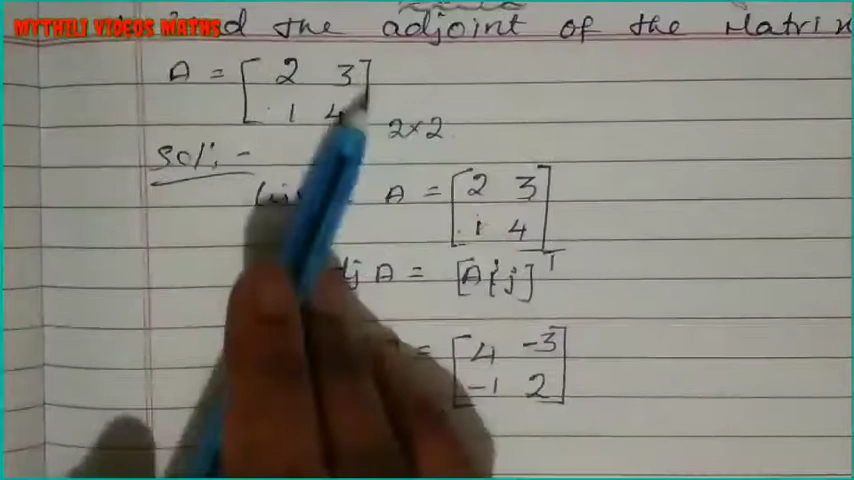 MYTHILI VIDEOS MATHS
the adjoint of the Matrix
A = [ 2 3
1 4 ] 2×2
Sol:-
A = [ 2 3
1 4 ]
adj A = [Aij]ᵀ
= [ 4 -3
-1 2 ]